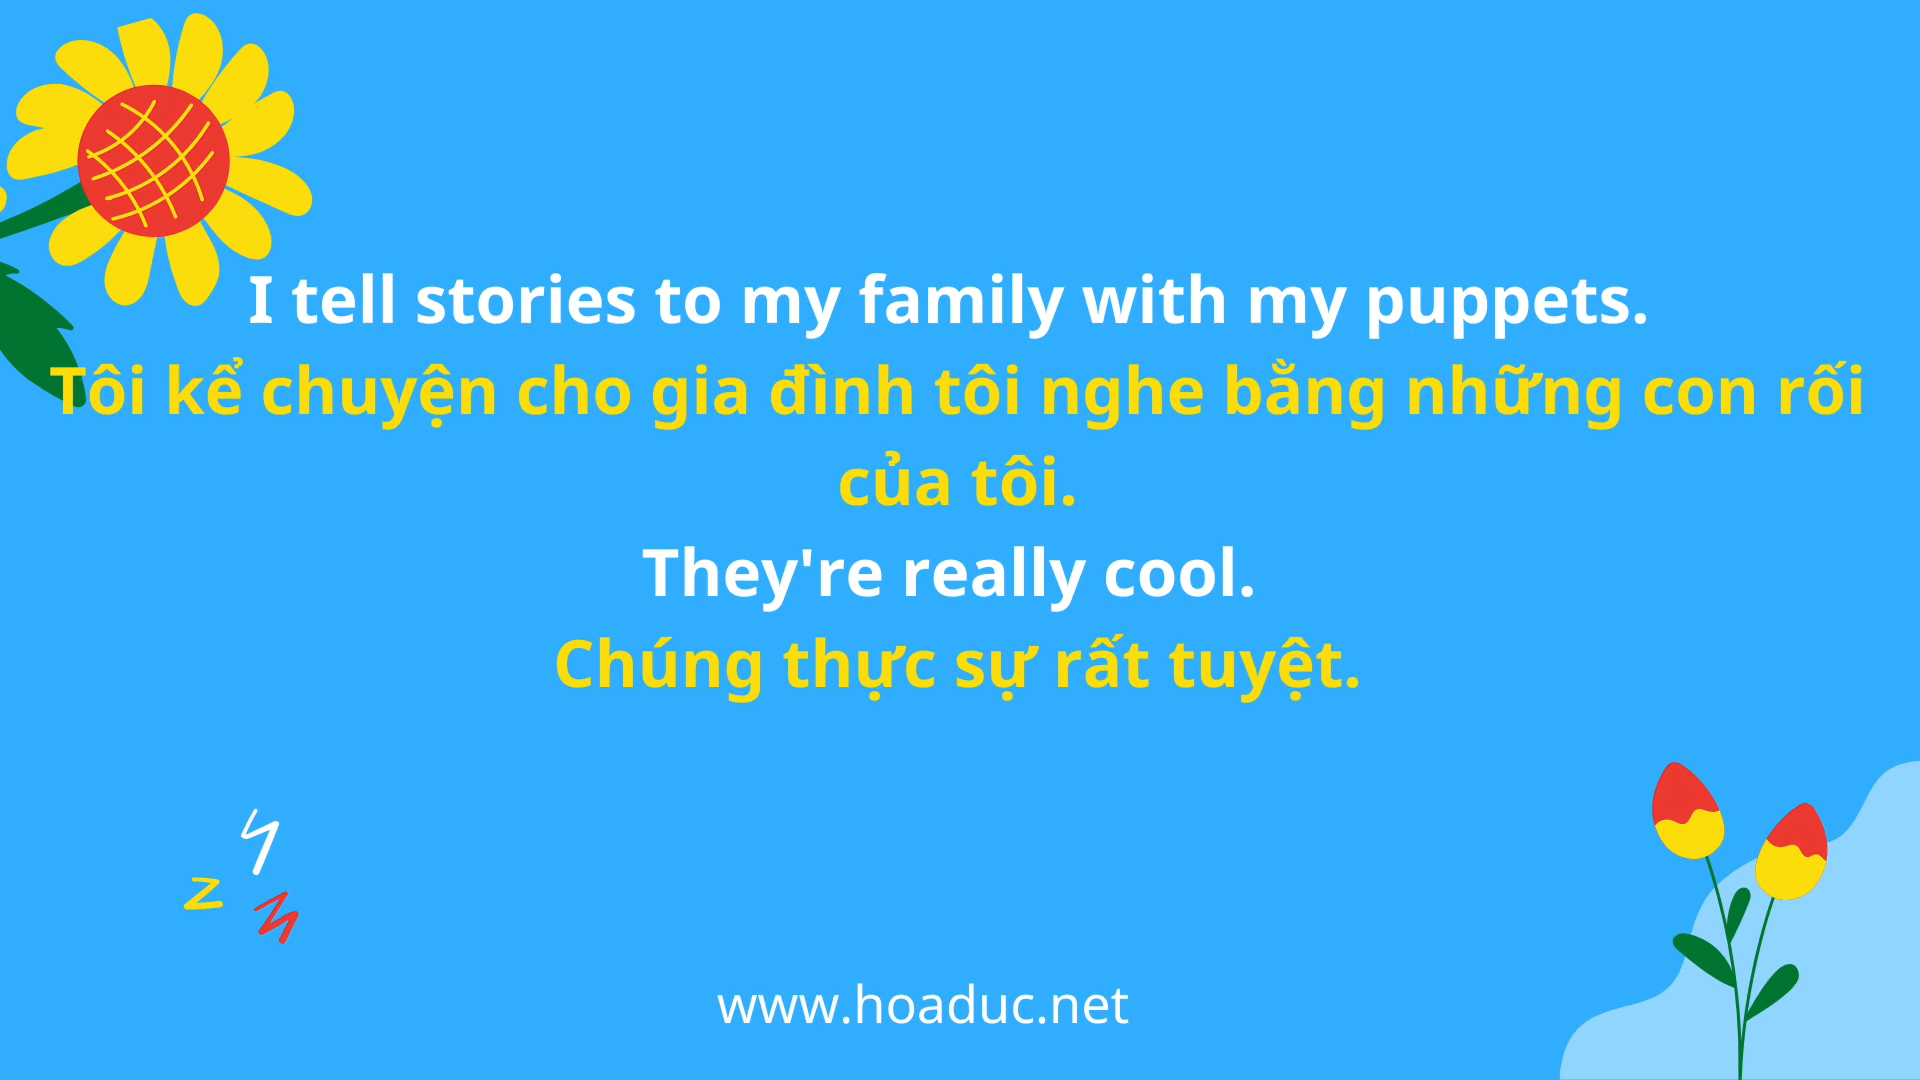 I tell stories to my family with my puppets.
Tôi kể chuyện cho gia đình tôi nghe bằng những con rối
của tôi.
They're really cool.
Chúng thực sự rất tuyệt.
www.hoaduc.net